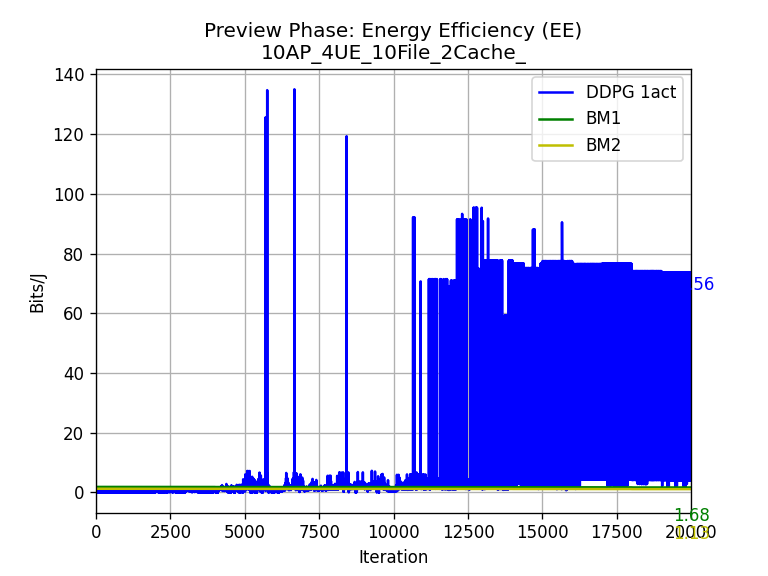 Preview Phase: Energy Efficiency (EE)
10AP_4UE_10File_2Cache_
140
120
100
80
60
40
20
0
Bits/J
DDPG 1act
BM1
BM2
56
1.68
0
2500
5000
7500
10000
12500
15000
17500
20000
Iteration